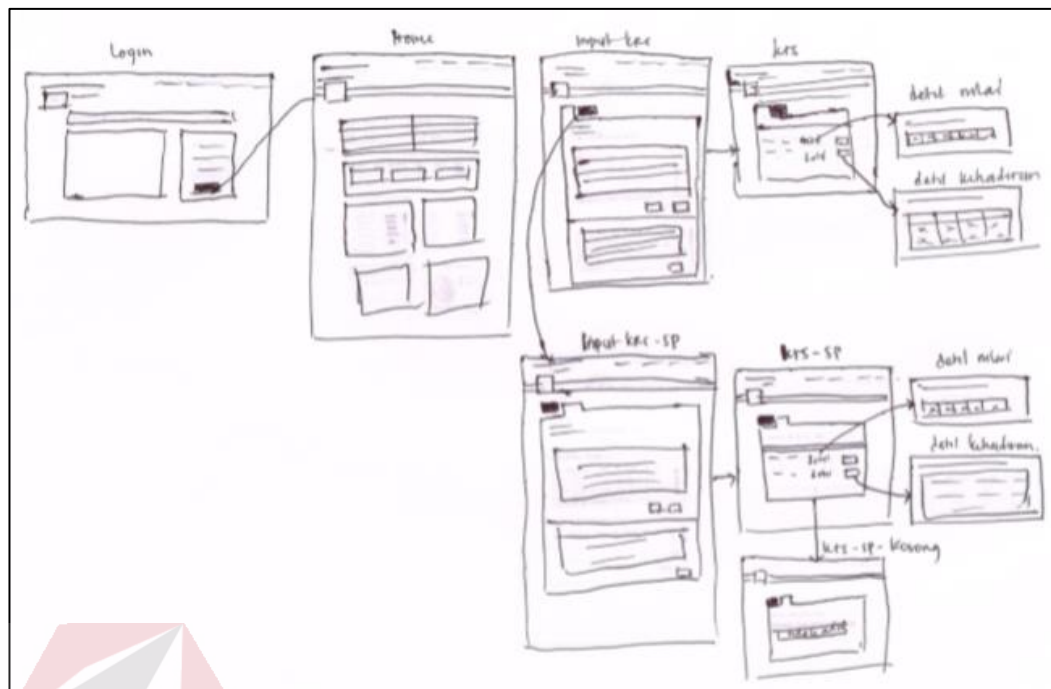 Login
Home
Input krs
krs
detil nilai
detil kehadiran
Input krs-sp
krs-sp
detil nilai
detil kehadiran.
krs-sp-kosong